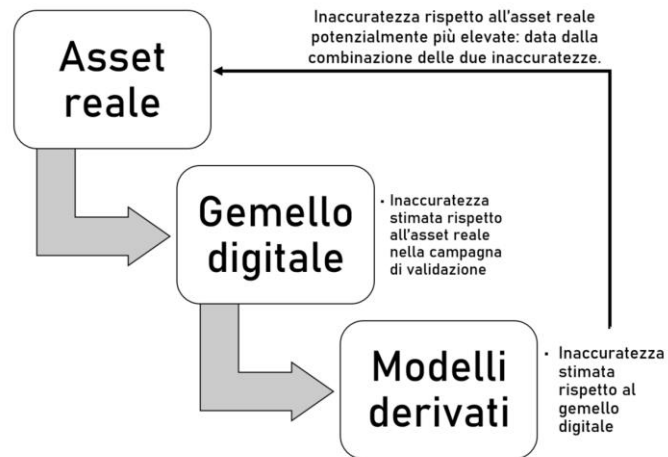 Inaccuratezza rispetto all'asset reale
potenzialmente più elevate: data dalla
combinazione delle due inaccuratezze.
Asset
reale
Gemello
digitale
• Inaccuratezza
stimata rispetto
all'asset reale
nella campagna
di validazione
Modelli
derivati
• Inaccuratezza
stimata
rispetto al
gemello
digitale